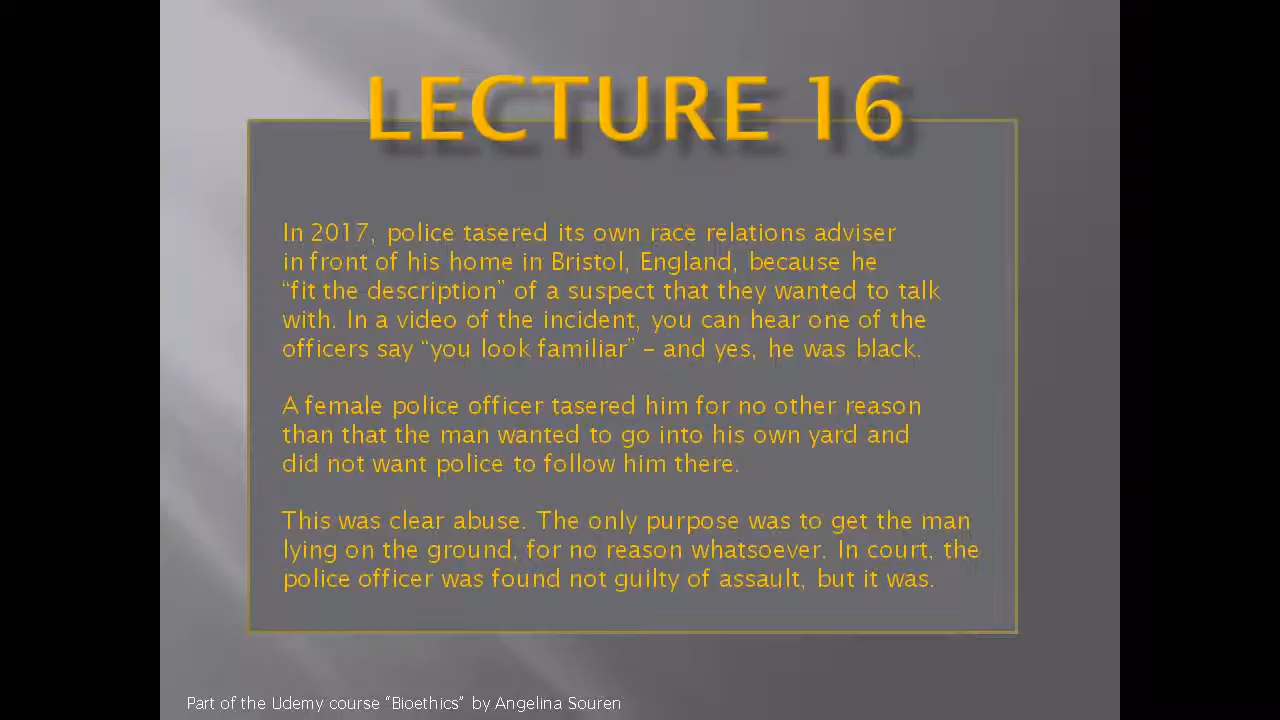 LECTURE 16
In 2017, police tasered its own race relations adviser
in front of his home in Bristol, England, because he
“fit the description” of a suspect that they wanted to talk
with. In a video of the incident, you can hear one of the
officers say “you look familiar” – and yes, he was black.
A female police officer tasered him for no other reason
than that the man wanted to go into his own yard and
did not want police to follow him there.
This was clear abuse. The only purpose was to get the man
lying on the ground, for no reason whatsoever. In court, the
police officer was found not guilty of assault, but it was.
Part of the Udemy course “Bioethics” by Angelina Souren